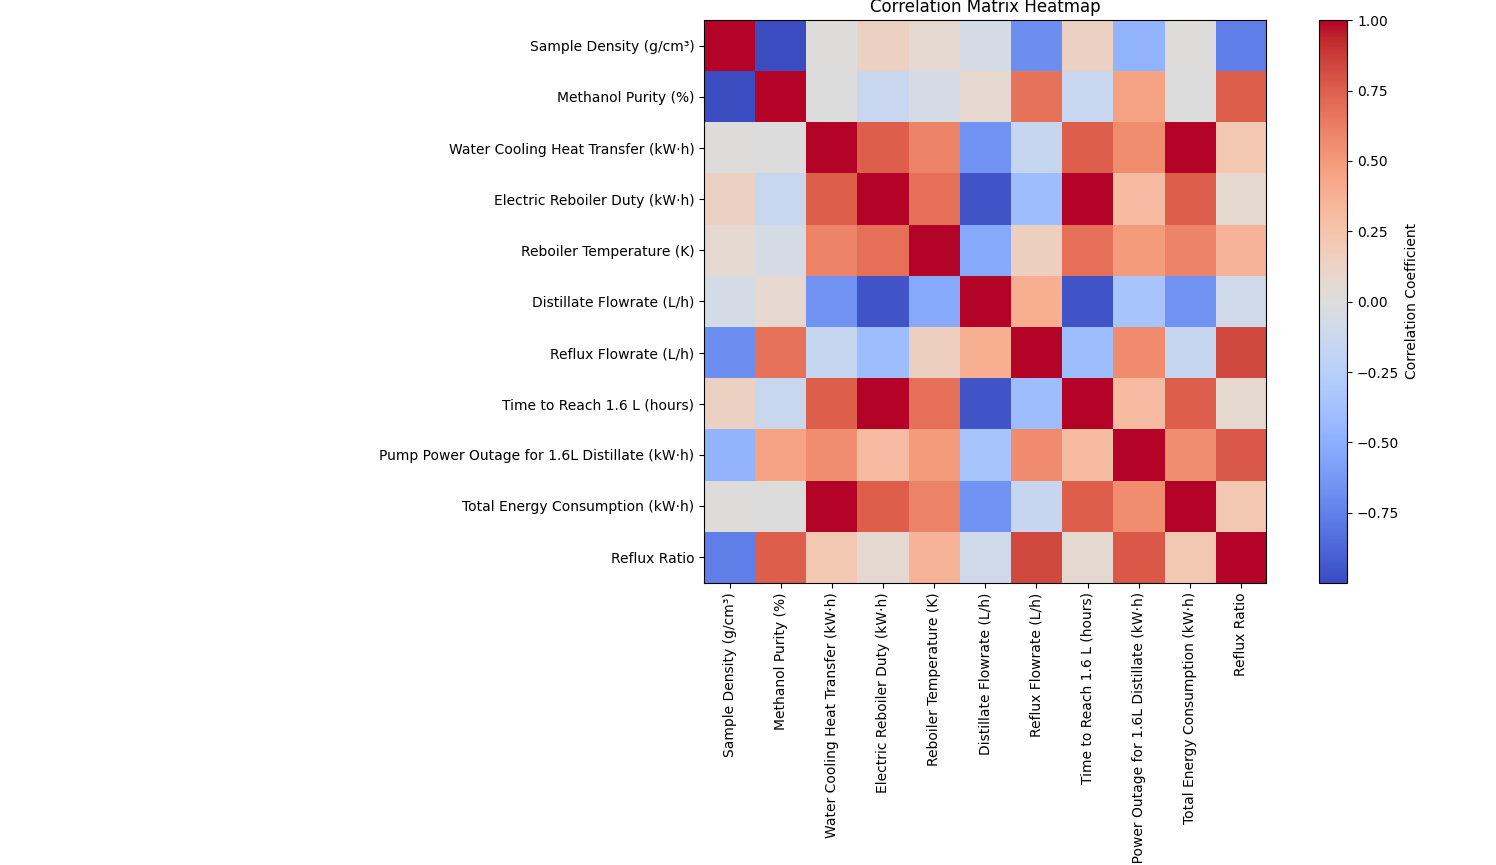 Correlation Matrix Heatmap
Sample Density (g/cm³)
Methanol Purity (%)
Water Cooling Heat Transfer (kW·h)
Electric Reboiler Duty (kW·h)
Reboiler Temperature (K)
Distillate Flowrate (L/h)
Reflux Flowrate (L/h)
Time to Reach 1.6 L (hours)
Pump Power Outage for 1.6L Distillate (kW·h)
Total Energy Consumption (kW·h)
Reflux Ratio
Sample Density (g/cm³)
Methanol Purity (%)
Water Cooling Heat Transfer (kW·h)
Electric Reboiler Duty (kW·h)
Reboiler Temperature (K)
Distillate Flowrate (L/h)
Reflux Flowrate (L/h)
Time to Reach 1.6 L (hours)
Power Outage for 1.6L Distillate (kW·h)
Total Energy Consumption (kW·h)
Reflux Ratio
1.00
0.75
0.50
0.25
0.00
−0.25
−0.50
−0.75
Correlation Coefficient